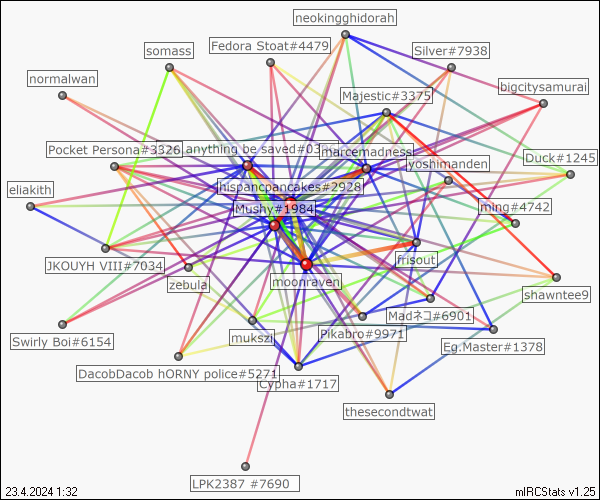 neokingghidorah
somass
Fedora Stoat#4479
Silver#7938
normalwan
Majestic#3375
bigcitysamurai
Pocket Persona#3326
anything be saved#03
marcemadness
yoshimanden
Duck#1245
eliakith
hispancpancakes#2928
Mushy#1984
ming#4742
JKOUYH VIII#7034
zebula
moonraven
frisout
shawntee9
Swirly Boi#6154
mukszi
Pikabro#9971
Madネコ#6901
Eg.Master#1378
DacobDacob hORNY police#5271
Cypha#1717
thesecondtwat
LPK2387 #7690
23.4.2024 1:32
mIRCStats v1.25